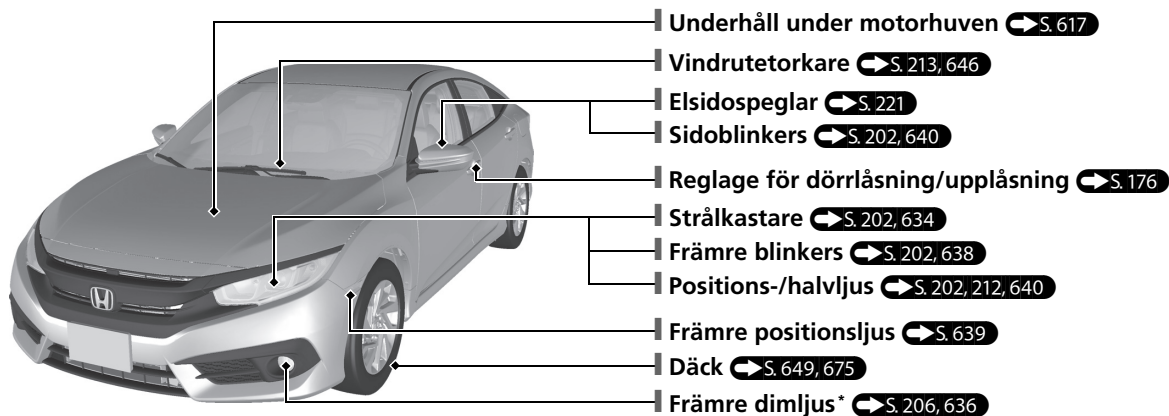 Underhåll under motorhuven S. 617
Vindrutetorkare S. 213, 646
Elsidospeglar S. 221
Sidoblinkers S. 202, 640
Reglage för dörrlåsning/upplåsning S. 176
Strålkastare S. 202, 634
Främre blinkers S. 202, 638
Positions-/halvljus S. 202, 212, 640
Främre positionsljus S. 639
Däck S. 649, 675
Främre dimljus* S. 206, 636